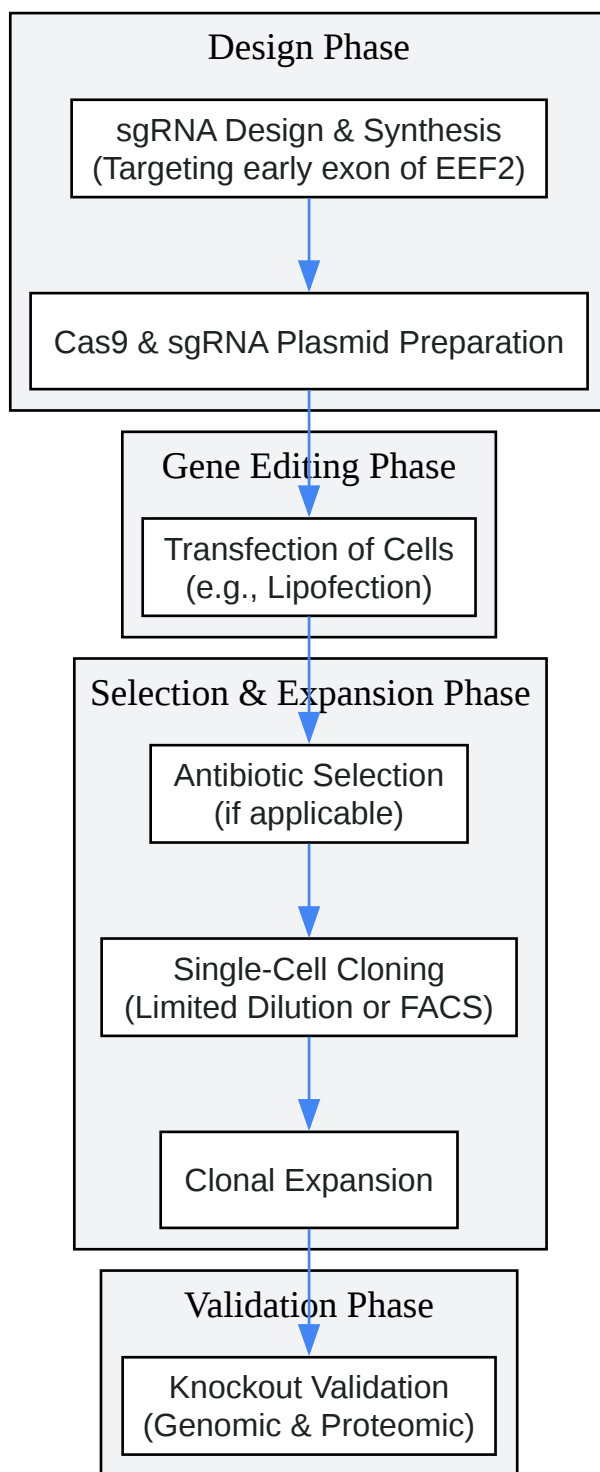 Design Phase
sgRNA Design & Synthesis
(Targeting early exon of EEF2)
Cas9 & sgRNA Plasmid Preparation
Gene Editing Phase
Transfection of Cells
(e.g., Lipofection)
Selection & Expansion Phase
Antibiotic Selection
(if applicable)
Single-Cell Cloning
(Limited Dilution or FACS)
Clonal Expansion
Validation Phase
Knockout Validation
(Genomic & Proteomic)